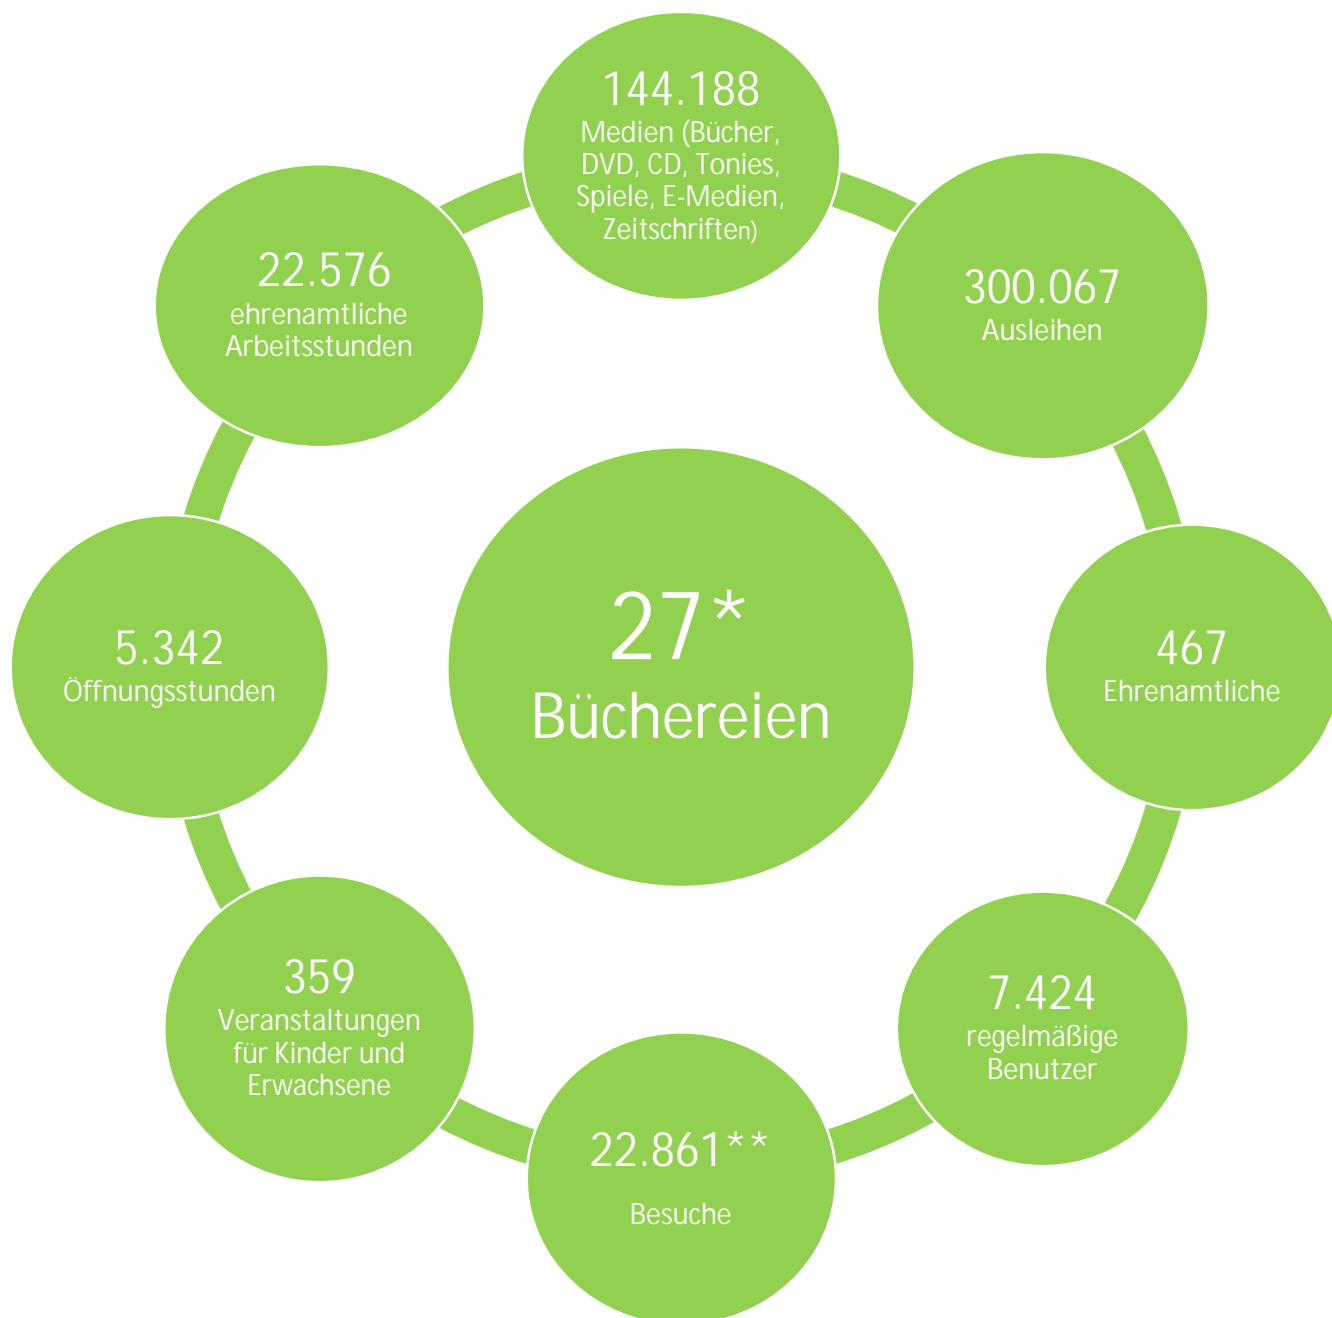 144.188
Medien (Bücher,
DVD, CD, Tonies,
Spiele, E-Medien,
Zeitschriften)
300.067
Ausleihen
467
Ehrenamtliche
7.424
regelmäßige
Benutzer
22.861**
Besuche
359
Veranstaltungen
für Kinder und
Erwachsene
5.342
Öffnungsstunden
22.576
ehrenamtliche
Arbeitsstunden
27*
Büchereien